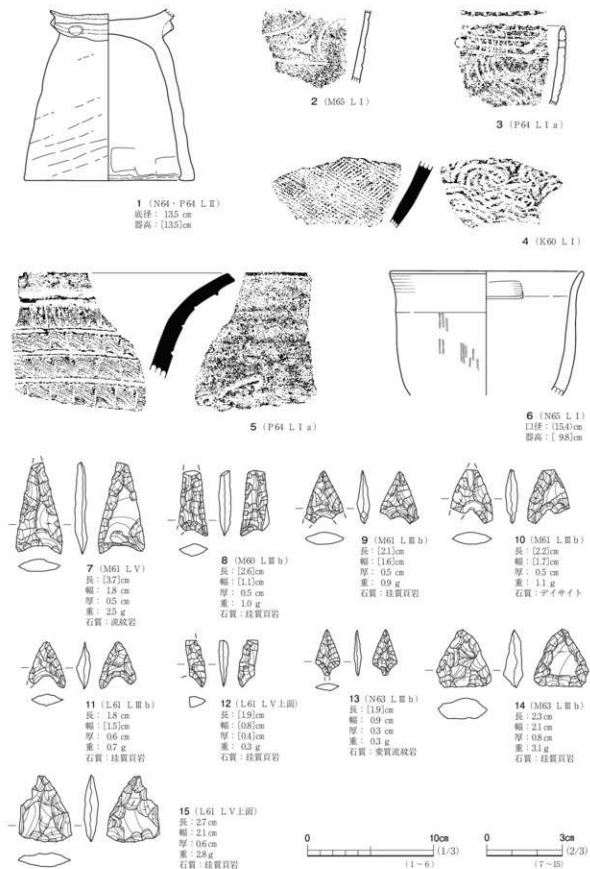 1 (N64・P64 LⅡ)
底径: 13.5 cm
器高: [13.5]cm
2 (M65 LⅠ)
3 (P64 LⅠa)
4 (K60 LⅠ)
5 (P64 LⅠa)
6 (N65 LⅠ)
口径: (15.4)cm
器高: [ 9.8]cm
7 (M61 LⅤ)
長: [3.7]cm
幅: 1.8 cm
厚: 0.5 cm
重: 2.5 g
石質: 流紋岩
8 (M60 LⅢb)
長: [2.6]cm
幅: [1.1]cm
厚: 0.5 cm
重: 1.0 g
石質: 珪質頁岩
9 (M61 LⅢb)
長: [2.1]cm
幅: [1.6]cm
厚: 0.5 cm
重: 0.9 g
石質: 珪質頁岩
10 (M61 LⅢb)
長: [2.2]cm
幅: [1.7]cm
厚: 0.5 cm
重: 1.1 g
石質: デイサイト
11 (L61 LⅢb)
長: 1.8 cm
幅: [1.5]cm
厚: 0.6 cm
重: 0.7 g
石質: 珪質頁岩
12 (L61 LⅤ上面)
長: [1.9]cm
幅: [0.8]cm
厚: [0.4]cm
重: 0.3 g
石質: 珪質頁岩
13 (N63 LⅢb)
長: [1.9]cm
幅: 0.9 cm
厚: 0.3 cm
重: 0.3 g
石質: 変質流紋岩
14 (M63 LⅢb)
長: 2.3 cm
幅: 2.1 cm
厚: 0.8 cm
重: 3.1 g
石質: 珪質頁岩
15 (L61 LⅤ上面)
長: 2.7 cm
幅: 2.1 cm
厚: 0.6 cm
重: 2.8 g
石質: 珪質頁岩
0 10cm
(1/3)
(1〜6)
0 3cm
(2/3)
(7〜15)